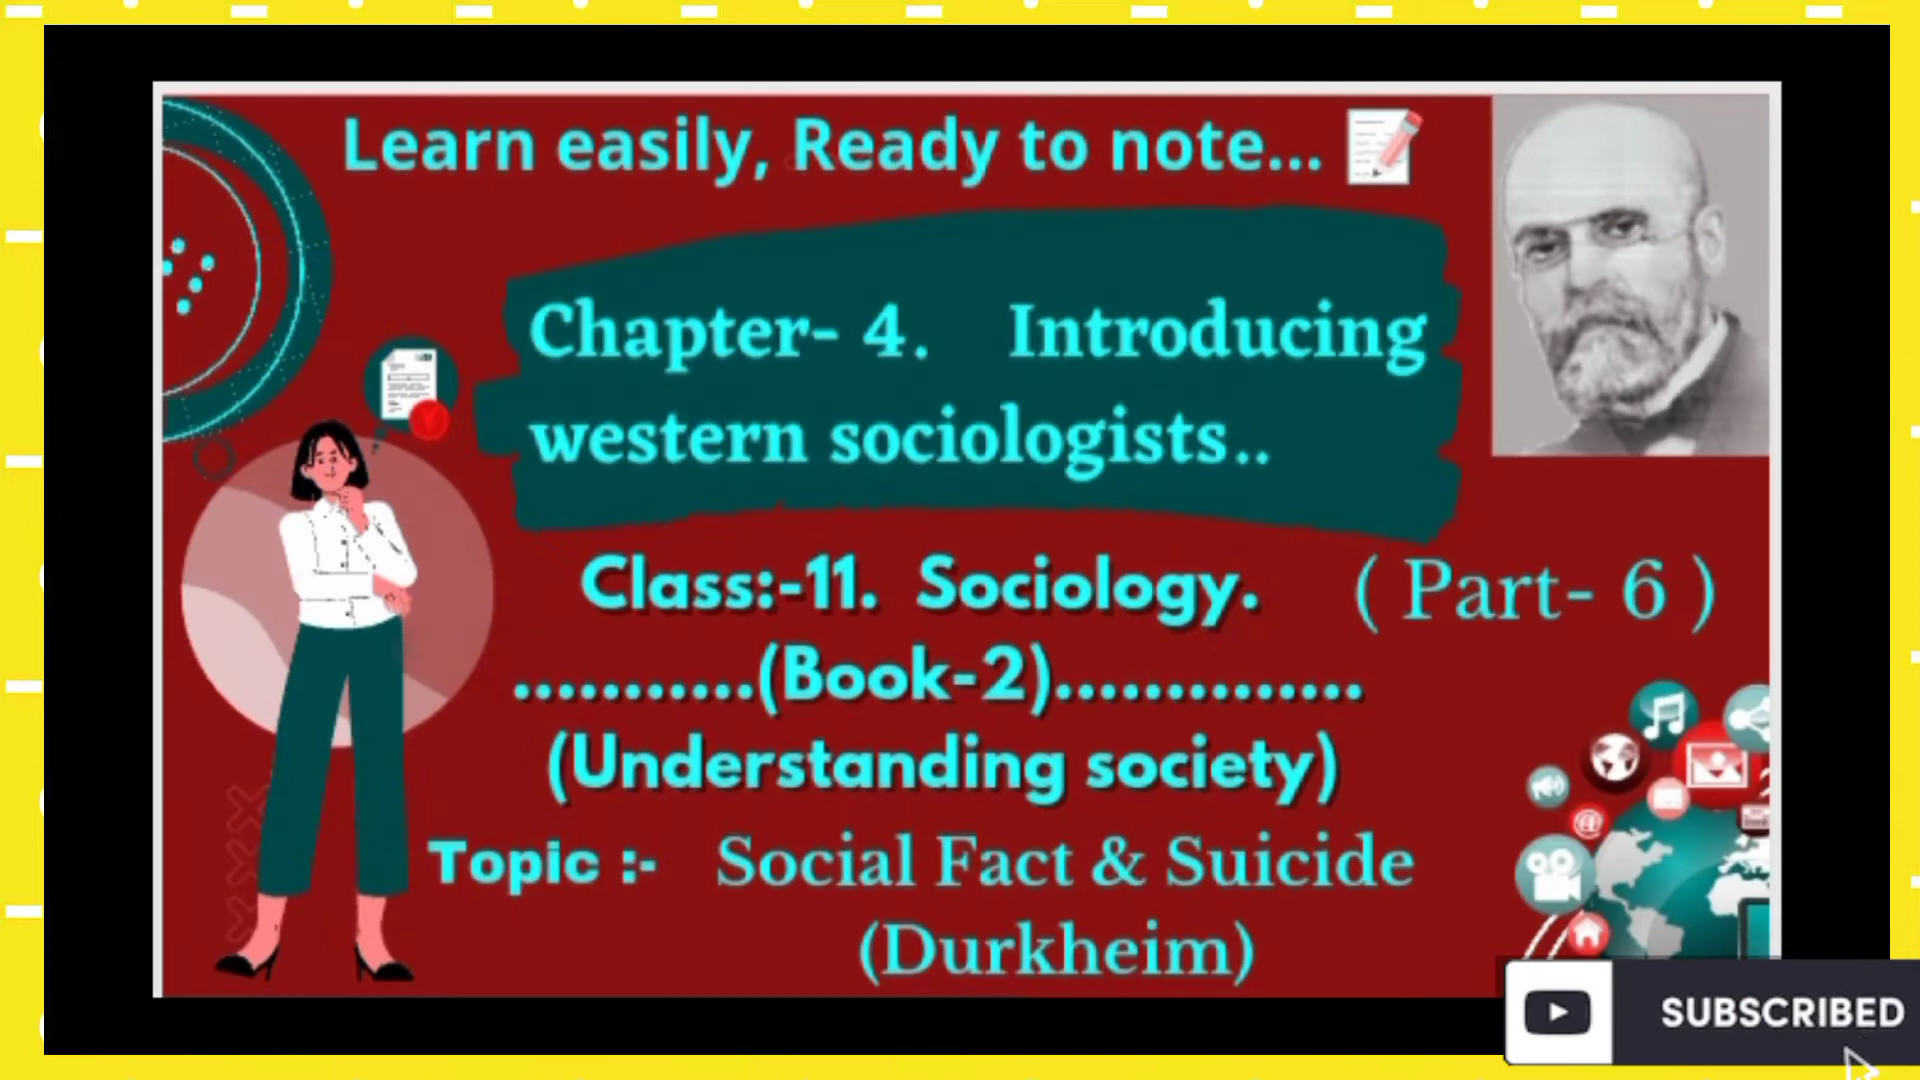 Learn easily, Ready to note...
Chapter- 4. Introducing
western sociologists..
Class:-11. Sociology. ( Part- 6 )
...........(Book-2)..............
(Understanding society)
Topic :- Social Fact & Suicide
(Durkheim)
SUBSCRIBED